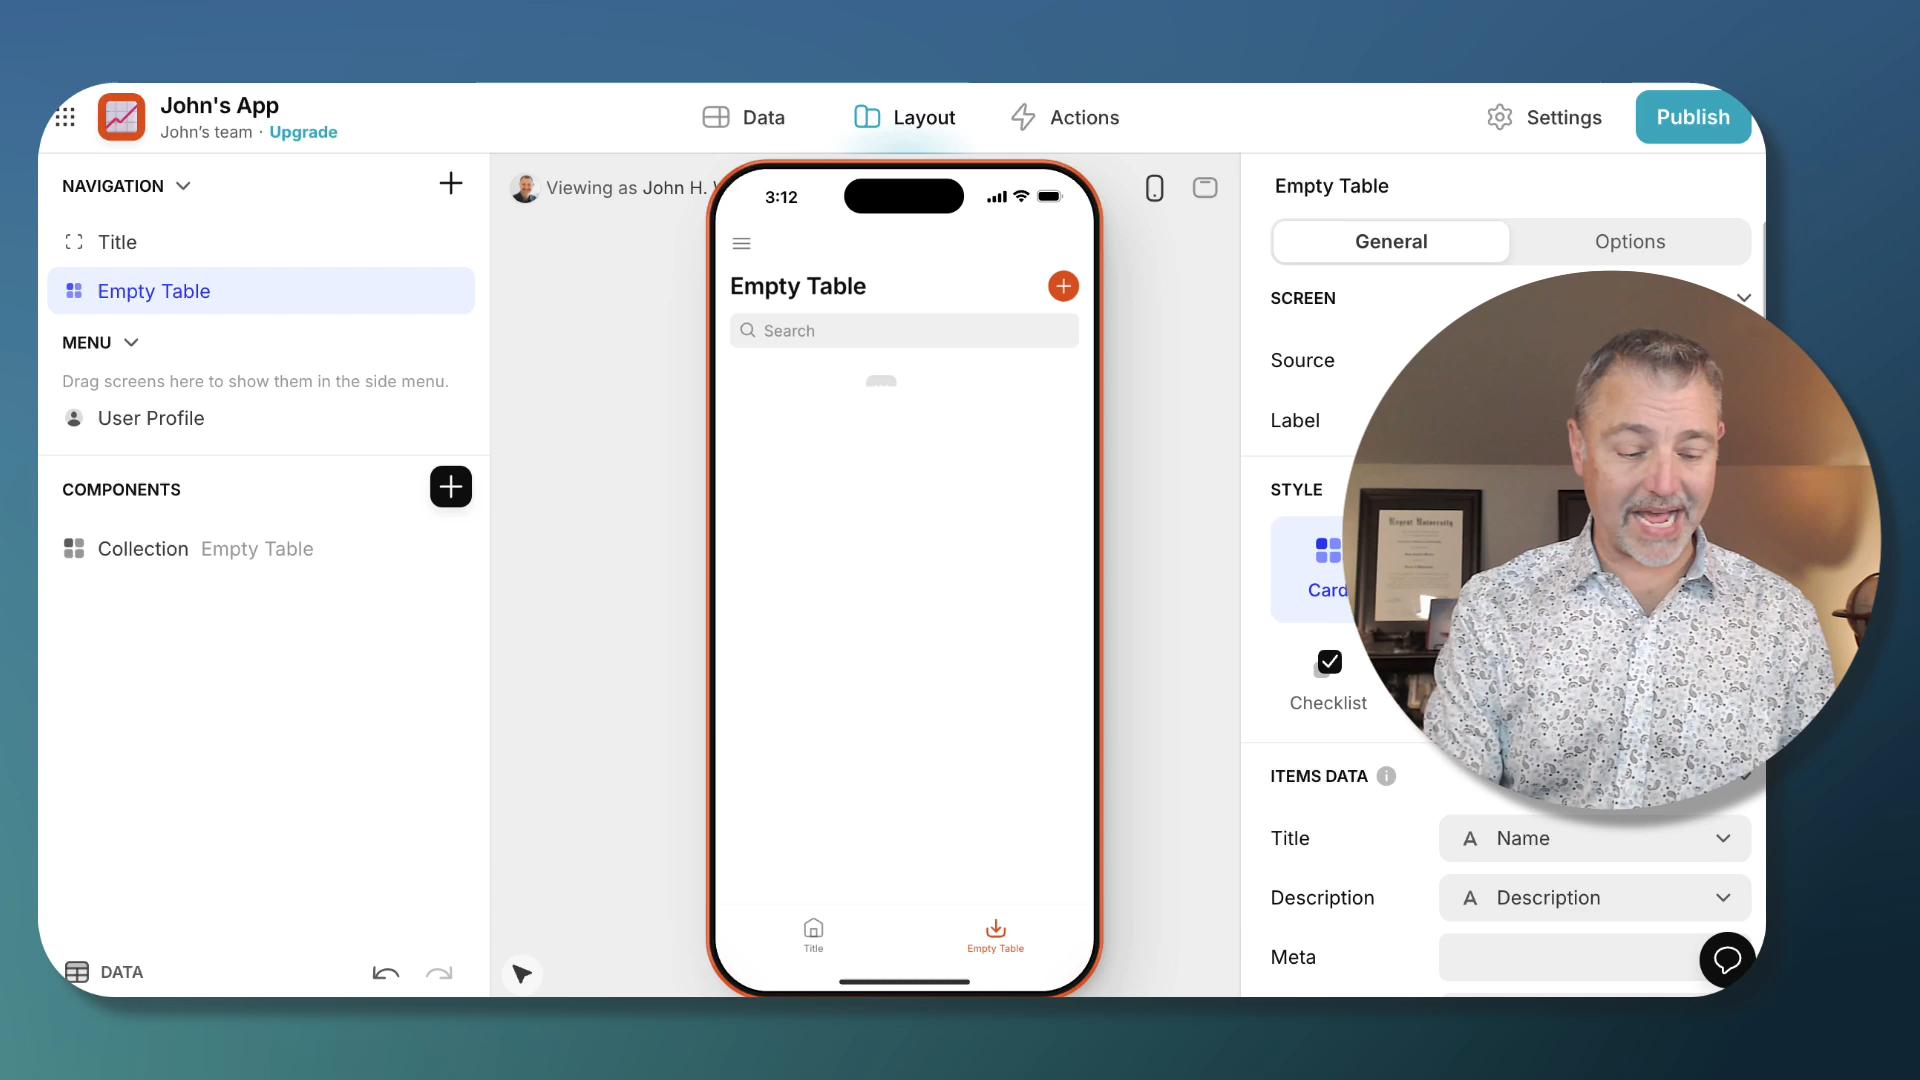 John's App
John's team · Upgrade
Data
Layout
Actions
Settings
Publish
NAVIGATION
Title
Empty Table
MENU
Drag screens here to show them in the side menu.
User Profile
COMPONENTS
Collection Empty Table
DATA
Viewing as John H.
3:12
Empty Table
Search
Title
Empty Table
Empty Table
General
Options
SCREEN
Source
Label
STYLE
Card
Checklist
ITEMS DATA
Title
A Name
Description
A Description
Meta
Regent University